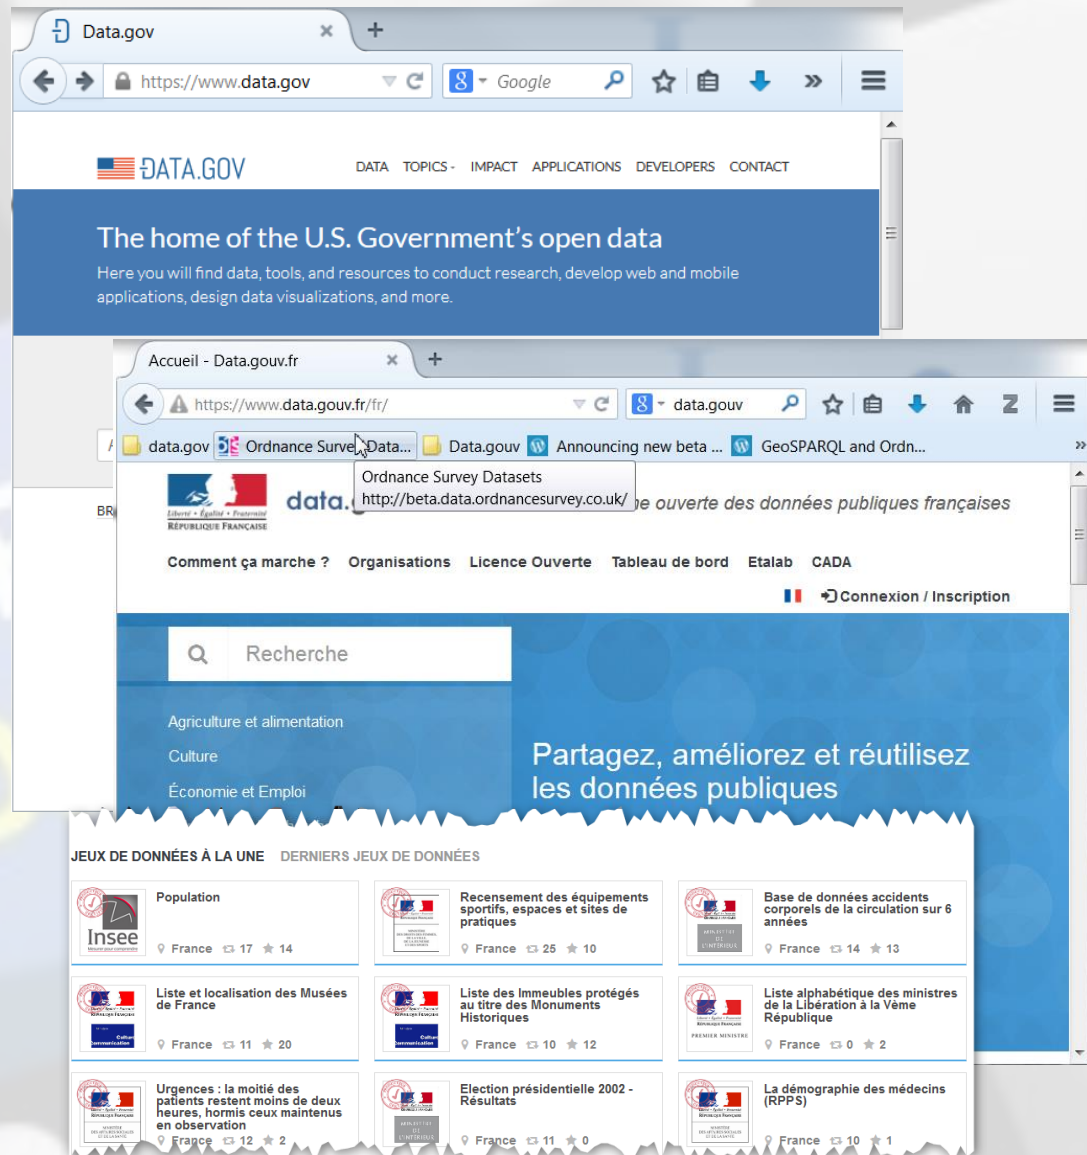 Data.gov
https://www.data.gov
Google
DATA.GOV
DATA TOPICS IMPACT APPLICATIONS DEVELOPERS CONTACT
The home of the U.S. Government's open data
Here you will find data, tools, and resources to conduct research, develop web and mobile
applications, design data visualizations, and more.
BR
Accueil - Data.gouv.fr
https://www.data.gouv.fr/fr/
data.gouv
data.gov Ordnance Survey Data... Data.gouv Announcing new beta ... GeoSPARQL and Ordn...
Ordnance Survey Datasets
http://beta.data.ordnancesurvey.co.uk/
Liberté • Égalité • Fraternité
RÉPUBLIQUE FRANÇAISE
data. ouverte des données publiques françaises
Comment ça marche ? Organisations Licence Ouverte Tableau de bord Etalab CADA
Connexion / Inscription
Recherche
Agriculture et alimentation
Culture
Économie et Emploi
Partagez, améliorez et réutilisez
les données publiques
JEUX DE DONNÉES À LA UNE DERNIERS JEUX DE DONNÉES
Insee
Population
France 17 14
Recensement des équipements
sportifs, espaces et sites de
pratiques
France 25 10
MINISTÈRE
DE
L'INTÉRIEUR
Base de données accidents
corporels de la circulation sur 6
années
France 14 13
Liste et localisation des Musées
de France
France 11 20
Liste des Immeubles protégés
au titre des Monuments
Historiques
France 10 12
PREMIER MINISTRE
Liste alphabétique des ministres
de la Libération à la Vème
République
France 0 2
Urgences : la moitié des
patients restent moins de deux
heures, hormis ceux maintenus
en observation
France 12 2
Election présidentielle 2002 -
Résultats
France 11 0
La démographie des médecins
(RPPS)
France 10 1